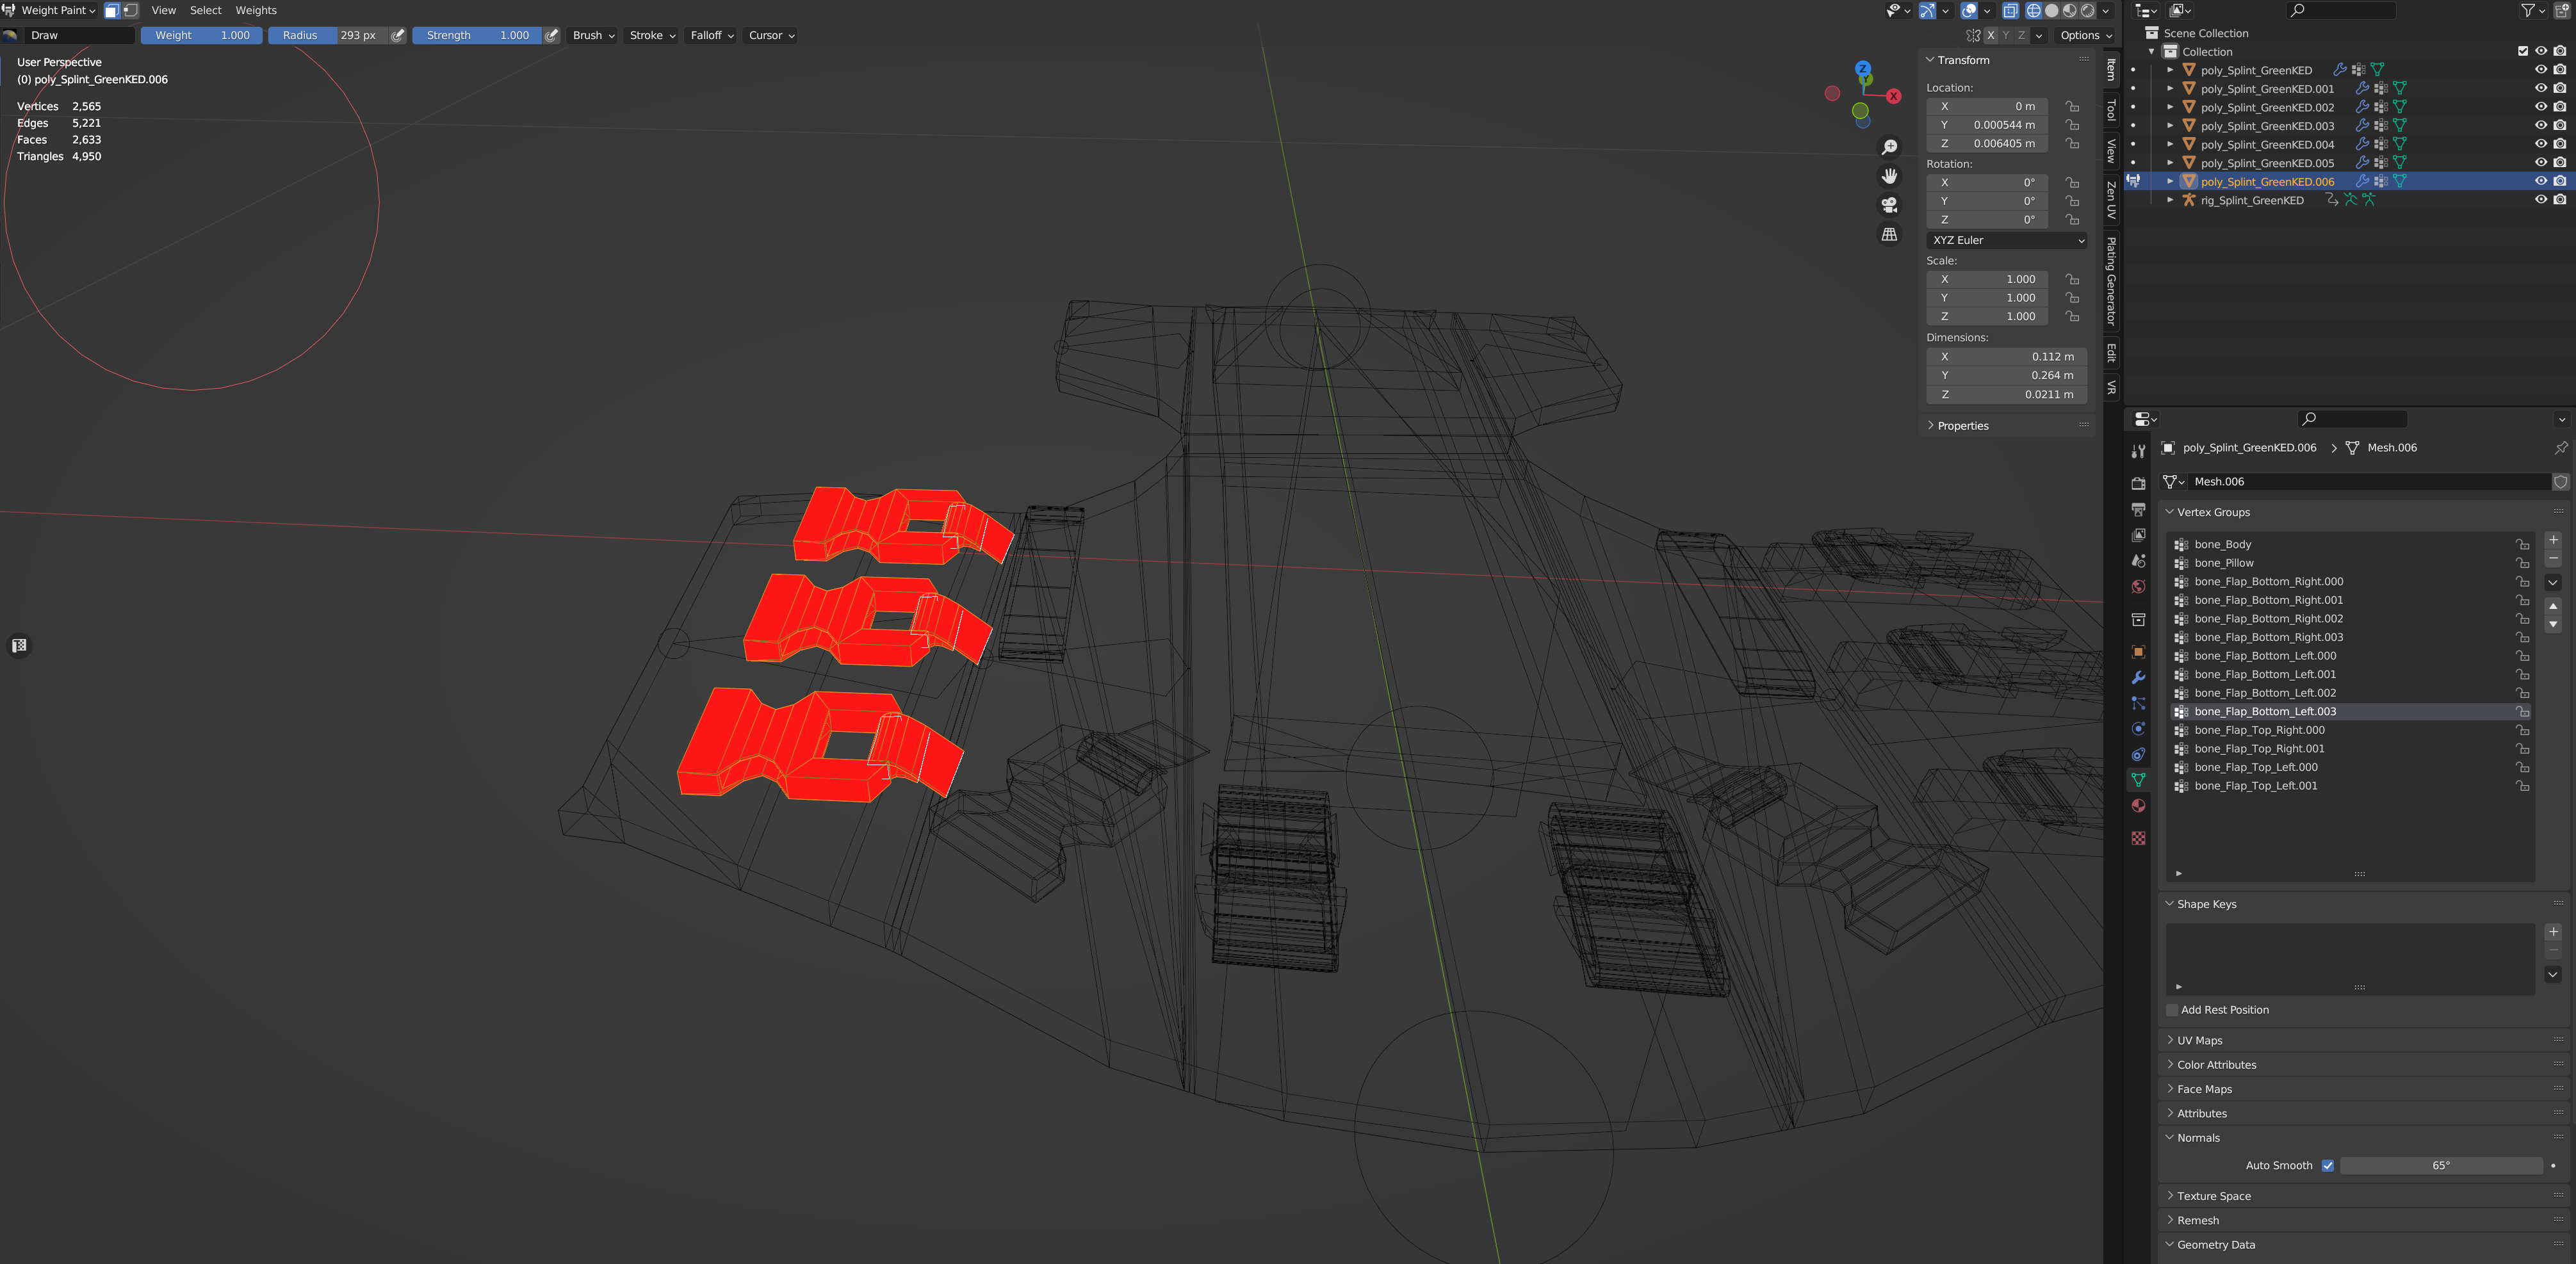 Weight Paint View Select Weights
Draw Weight 1.000 Radius 293 px Strength 1.000 Brush Stroke Falloff Cursor
X Y Z Options
User Perspective
(0) poly_Splint_GreenKED.006
Vertices 2,565
Edges 5,221
Faces 2,633
Triangles 4,950
Z
Y
X
Transform
Location:
X 0 m
Y 0.000544 m
Z 0.006405 m
Rotation:
X 0°
Y 0°
Z 0°
XYZ Euler
Scale:
X 1.000
Y 1.000
Z 1.000
Dimensions:
X 0.112 m
Y 0.264 m
Z 0.0211 m
Properties
Item
Tool
View
Zen UV
Plating Generator
Edit
VR
Scene Collection
Collection
poly_Splint_GreenKED
poly_Splint_GreenKED.001
poly_Splint_GreenKED.002
poly_Splint_GreenKED.003
poly_Splint_GreenKED.004
poly_Splint_GreenKED.005
poly_Splint_GreenKED.006
rig_Splint_GreenKED
poly_Splint_GreenKED.006 > Mesh.006
Mesh.006
Vertex Groups
bone_Body
bone_Pillow
bone_Flap_Bottom_Right.000
bone_Flap_Bottom_Right.001
bone_Flap_Bottom_Right.002
bone_Flap_Bottom_Right.003
bone_Flap_Bottom_Left.000
bone_Flap_Bottom_Left.001
bone_Flap_Bottom_Left.002
bone_Flap_Bottom_Left.003
bone_Flap_Top_Right.000
bone_Flap_Top_Right.001
bone_Flap_Top_Left.000
bone_Flap_Top_Left.001
Shape Keys
Add Rest Position
UV Maps
Color Attributes
Face Maps
Attributes
Normals
Auto Smooth 65°
Texture Space
Remesh
Geometry Data